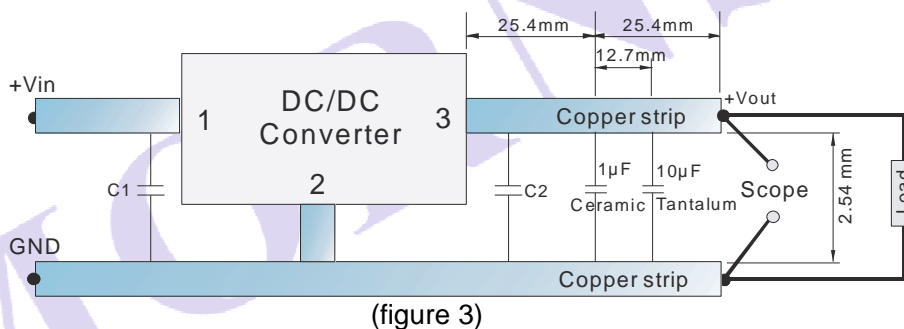 25.4mm 25.4mm
12.7mm
+Vin
DC/DC
Converter
1
3
2
Copper strip
+Vout
C1
C2
1μF
Ceramic
10μF
Tantalum
Scope
2.54 mm
Load
GND
Copper strip
(figure 3)